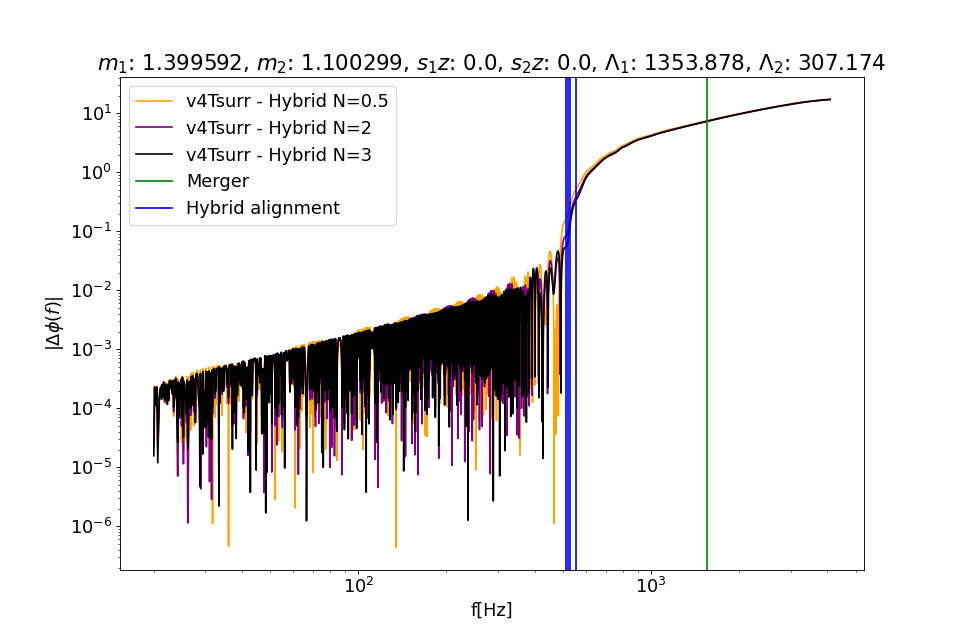 m₁: 1.399592, m₂: 1.100299, s₁z: 0.0, s₂z: 0.0, Λ₁: 1353.878, Λ₂: 307.174
v4Tsurr - Hybrid N=0.5
v4Tsurr - Hybrid N=2
v4Tsurr - Hybrid N=3
Merger
Hybrid alignment
|Δϕ(f)|
10¹
10⁰
10⁻¹
10⁻²
10⁻³
10⁻⁴
10⁻⁵
10⁻⁶
10²
10³
f[Hz]